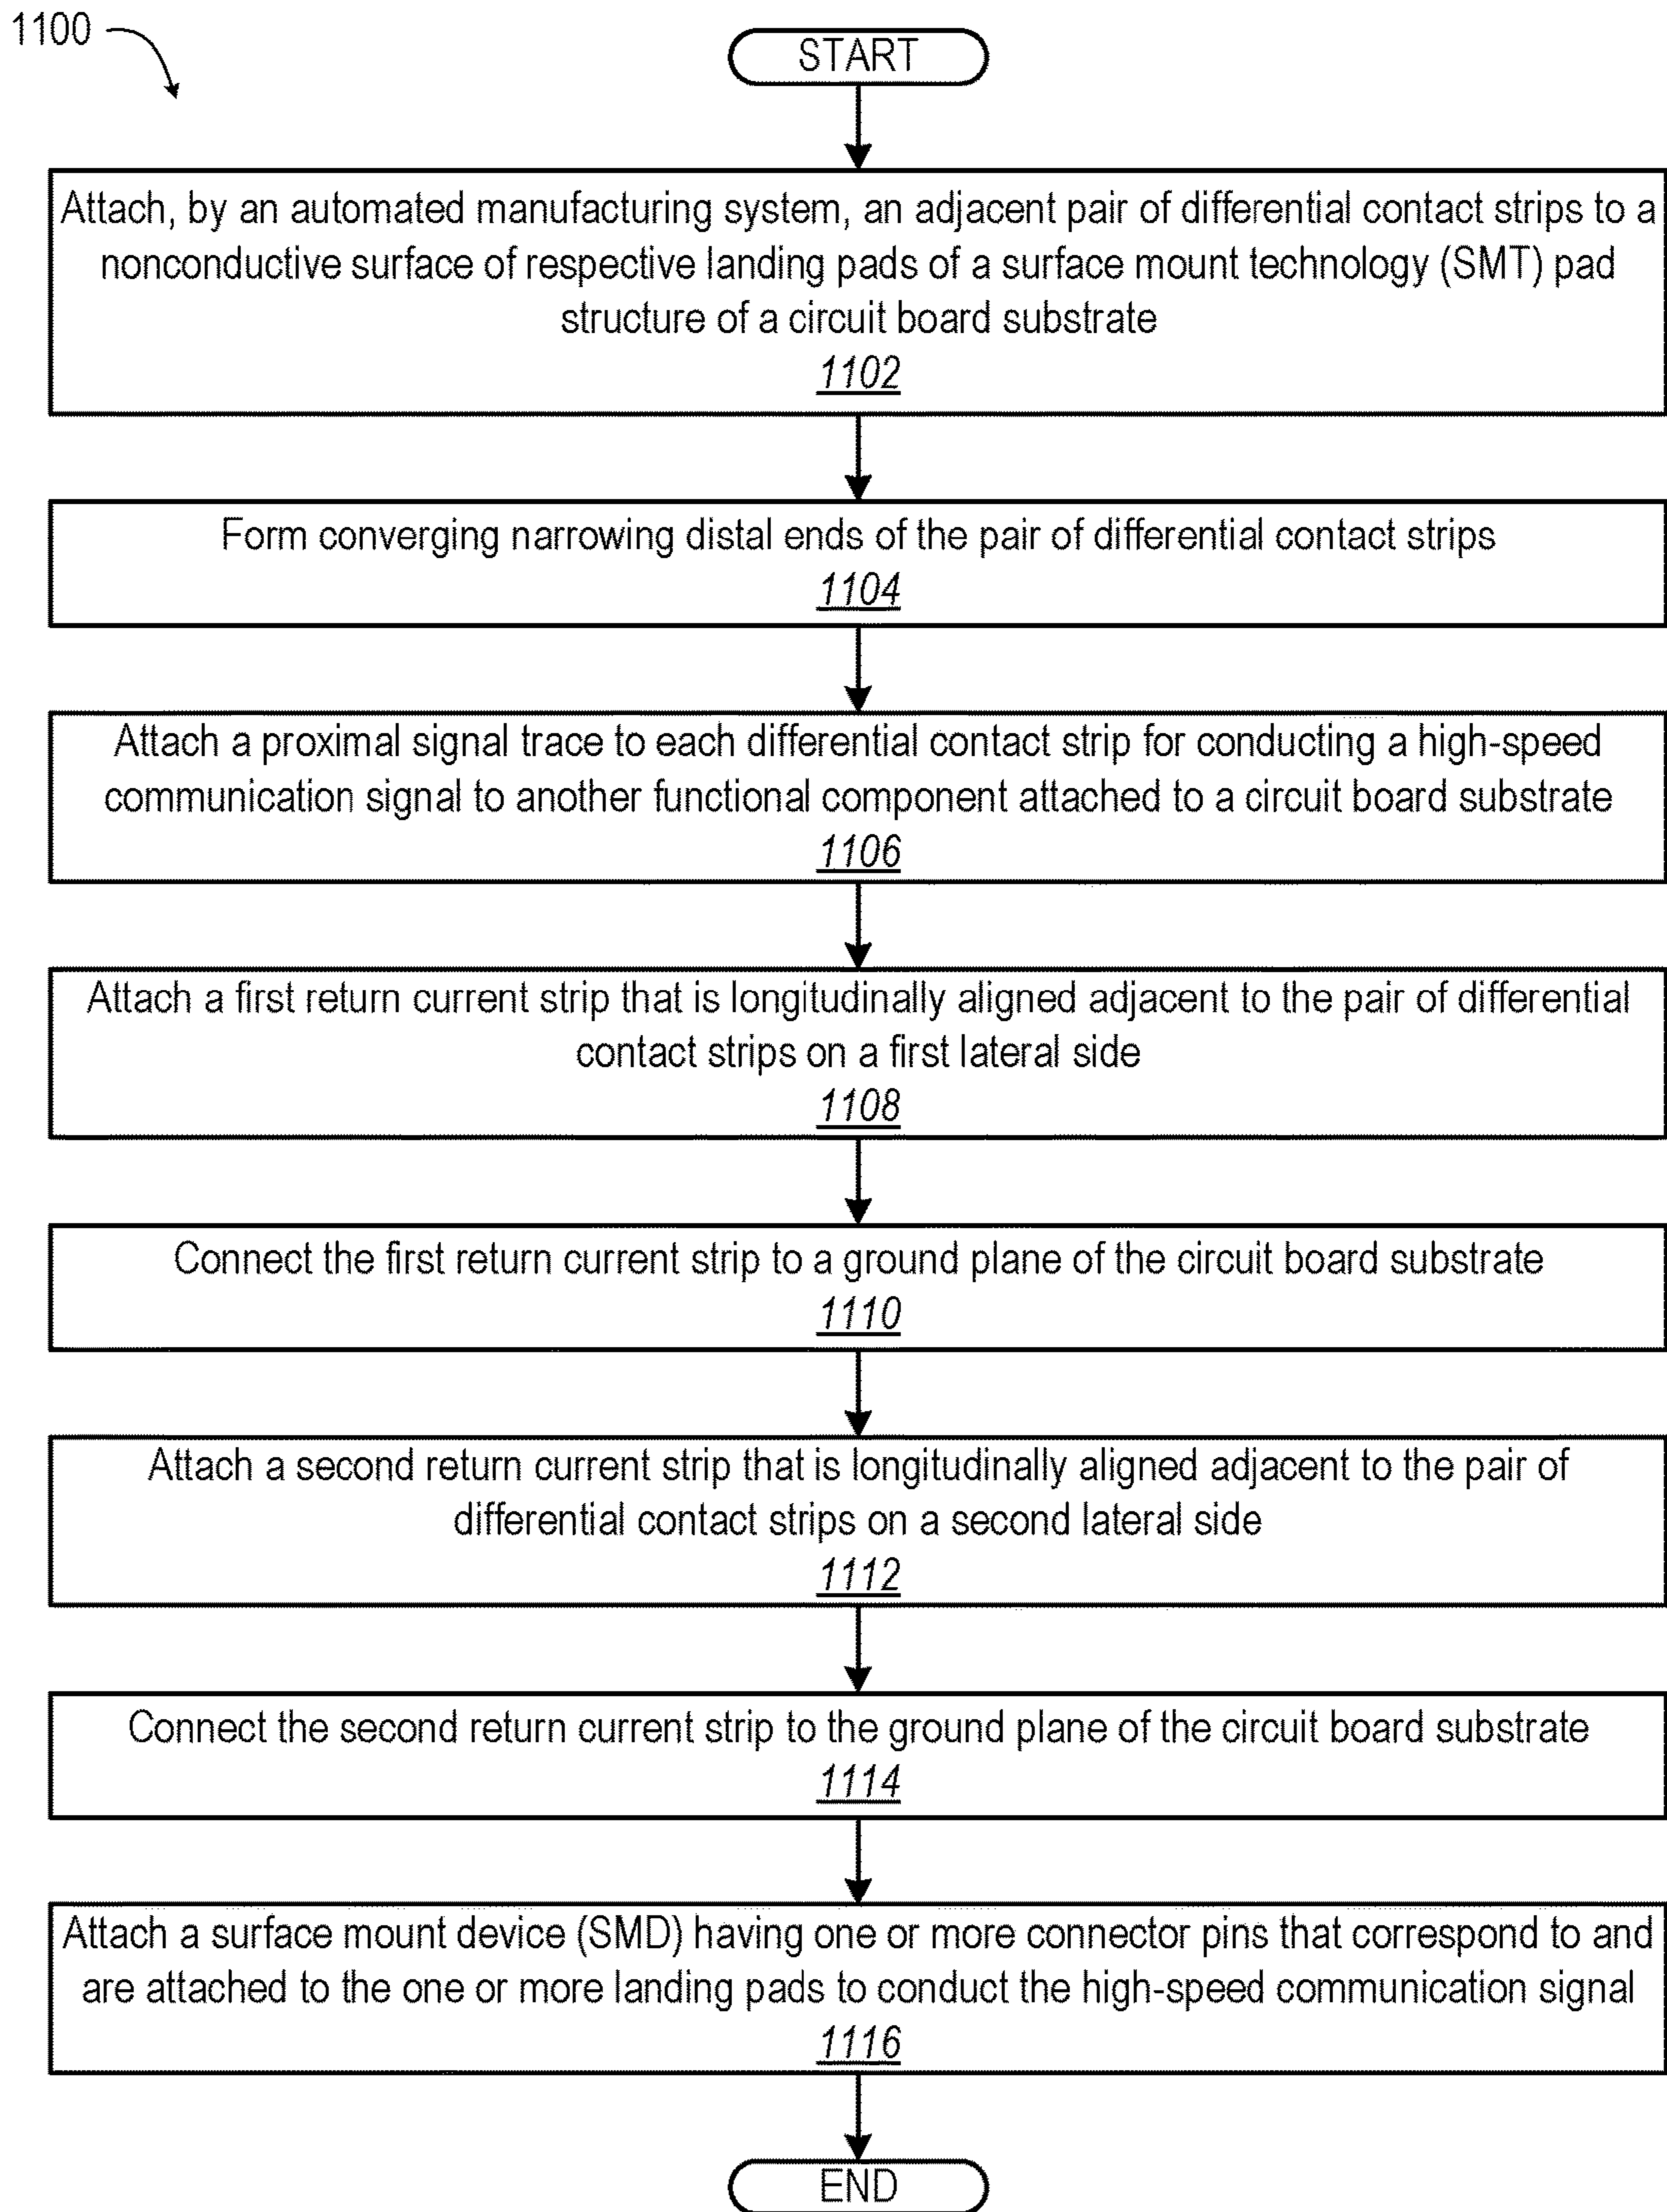 1100
START
Attach, by an automated manufacturing system, an adjacent pair of differential contact strips to a
nonconductive surface of respective landing pads of a surface mount technology (SMT) pad
structure of a circuit board substrate
1102
Form converging narrowing distal ends of the pair of differential contact strips
1104
Attach a proximal signal trace to each differential contact strip for conducting a high-speed
communication signal to another functional component attached to a circuit board substrate
1106
Attach a first return current strip that is longitudinally aligned adjacent to the pair of differential
contact strips on a first lateral side
1108
Connect the first return current strip to a ground plane of the circuit board substrate
1110
Attach a second return current strip that is longitudinally aligned adjacent to the pair of
differential contact strips on a second lateral side
1112
Connect the second return current strip to the ground plane of the circuit board substrate
1114
Attach a surface mount device (SMD) having one or more connector pins that correspond to and
are attached to the one or more landing pads to conduct the high-speed communication signal
1116
END